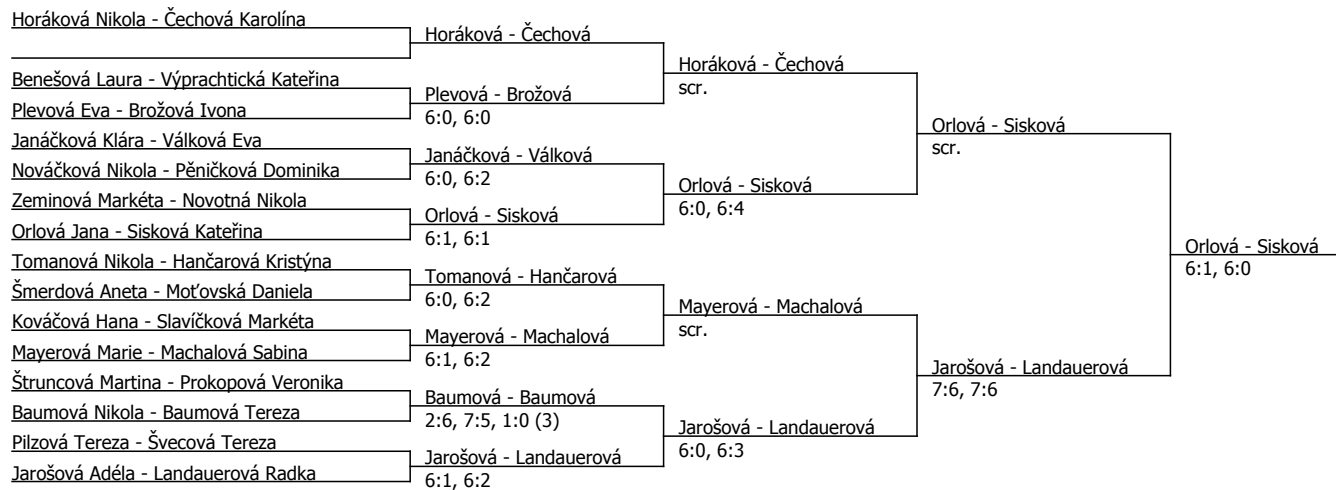 Horáková Nikola - Čechová Karolína
Benešová Laura - Výprachtická Kateřina
Plevová Eva - Brožová Ivona
Janáčková Klára - Válková Eva
Nováčková Nikola - Pěničková Dominika
Zeminová Markéta - Novotná Nikola
Orlová Jana - Sisková Kateřina
Tomanová Nikola - Hančarová Kristýna
Šmerdová Aneta - Moťovská Daniela
Kováčová Hana - Slavíčková Markéta
Mayerová Marie - Machalová Sabina
Štruncová Martina - Prokopová Veronika
Baumová Nikola - Baumová Tereza
Pilzová Tereza - Švecová Tereza
Jarošová Adéla - Landauerová Radka
Horáková - Čechová
Plevová - Brožová
6:0, 6:0
Janáčková - Válková
6:0, 6:2
Orlová - Sisková
6:1, 6:1
Tomanová - Hančarová
6:0, 6:2
Mayerová - Machalová
6:1, 6:2
Baumová - Baumová
2:6, 7:5, 1:0 (3)
Jarošová - Landauerová
6:1, 6:2
Horáková - Čechová
scr.
Orlová - Sisková
6:0, 6:4
Mayerová - Machalová
scr.
Jarošová - Landauerová
6:0, 6:3
Orlová - Sisková
scr.
Jarošová - Landauerová
7:6, 7:6
Orlová - Sisková
6:1, 6:0